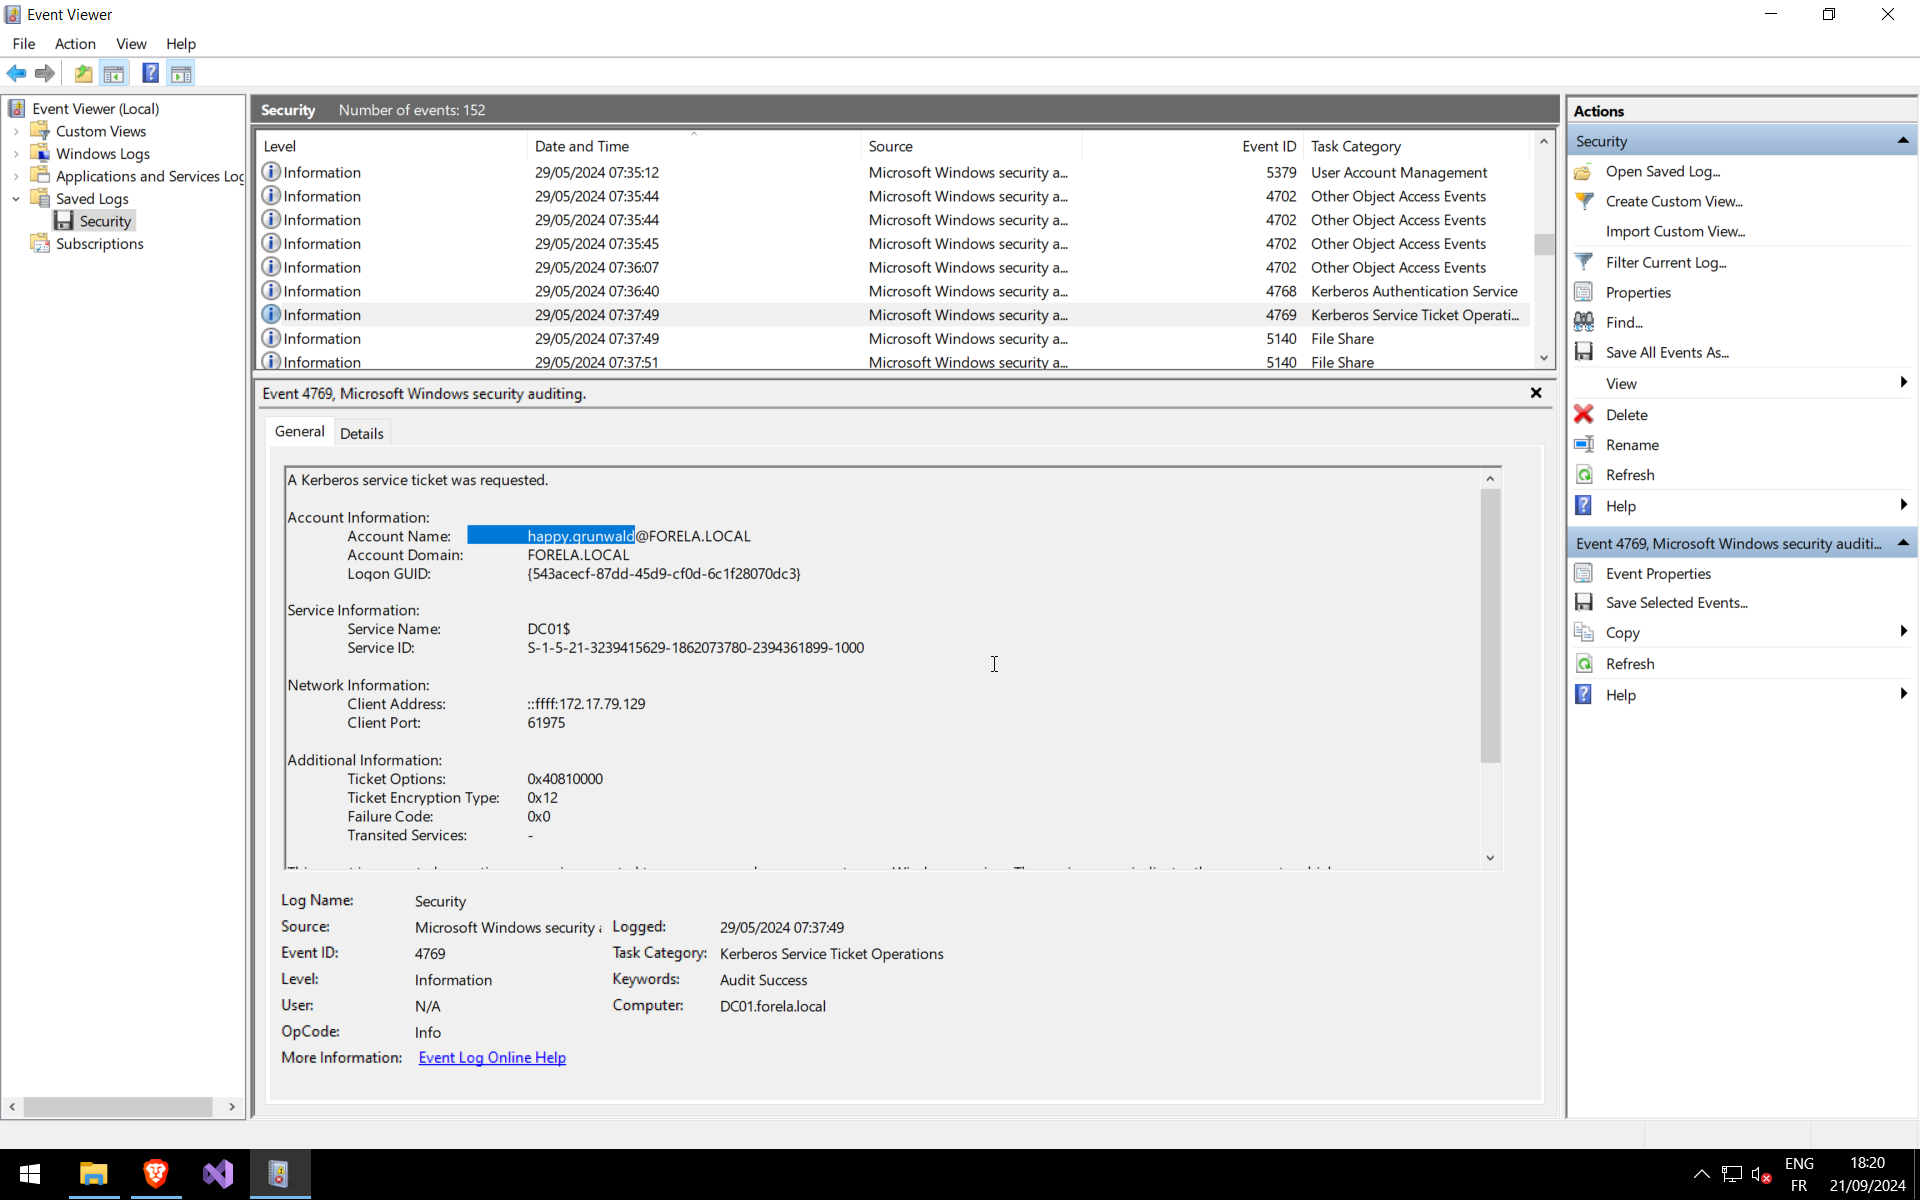 Event Viewer
File Action View Help
Event Viewer (Local)
Custom Views
Windows Logs
Applications and Services Log
Saved Logs
Security
Subscriptions
Security Number of events: 152
Level Date and Time Source Event ID Task Category
Information 29/05/2024 07:35:12 Microsoft Windows security a... 5379 User Account Management
Information 29/05/2024 07:35:44 Microsoft Windows security a... 4702 Other Object Access Events
Information 29/05/2024 07:35:44 Microsoft Windows security a... 4702 Other Object Access Events
Information 29/05/2024 07:35:45 Microsoft Windows security a... 4702 Other Object Access Events
Information 29/05/2024 07:36:07 Microsoft Windows security a... 4702 Other Object Access Events
Information 29/05/2024 07:36:40 Microsoft Windows security a... 4768 Kerberos Authentication Service
Information 29/05/2024 07:37:49 Microsoft Windows security a... 4769 Kerberos Service Ticket Operati...
Information 29/05/2024 07:37:49 Microsoft Windows security a... 5140 File Share
Information 29/05/2024 07:37:51 Microsoft Windows security a... 5140 File Share
Event 4769, Microsoft Windows security auditing.
General Details
A Kerberos service ticket was requested.
Account Information:
Account Name: happy.grunwald@FORELA.LOCAL
Account Domain: FORELA.LOCAL
Logon GUID: {543acecf-87dd-45d9-cf0d-6c1f28070dc3}
Service Information:
Service Name: DC01$
Service ID: S-1-5-21-3239415629-1862073780-2394361899-1000
Network Information:
Client Address: ::ffff:172.17.79.129
Client Port: 61975
Additional Information:
Ticket Options: 0x40810000
Ticket Encryption Type: 0x12
Failure Code: 0x0
Transited Services: -
Log Name: Security
Source: Microsoft Windows security Logged: 29/05/2024 07:37:49
Event ID: 4769 Task Category: Kerberos Service Ticket Operations
Level: Information Keywords: Audit Success
User: N/A Computer: DC01.forela.local
OpCode: Info
More Information: Event Log Online Help
Actions
Security
Open Saved Log...
Create Custom View...
Import Custom View...
Filter Current Log...
Properties
Find...
Save All Events As...
View
Delete
Rename
Refresh
Help
Event 4769, Microsoft Windows security auditi...
Event Properties
Save Selected Events...
Copy
Refresh
Help
ENG
FR
18:20
21/09/2024